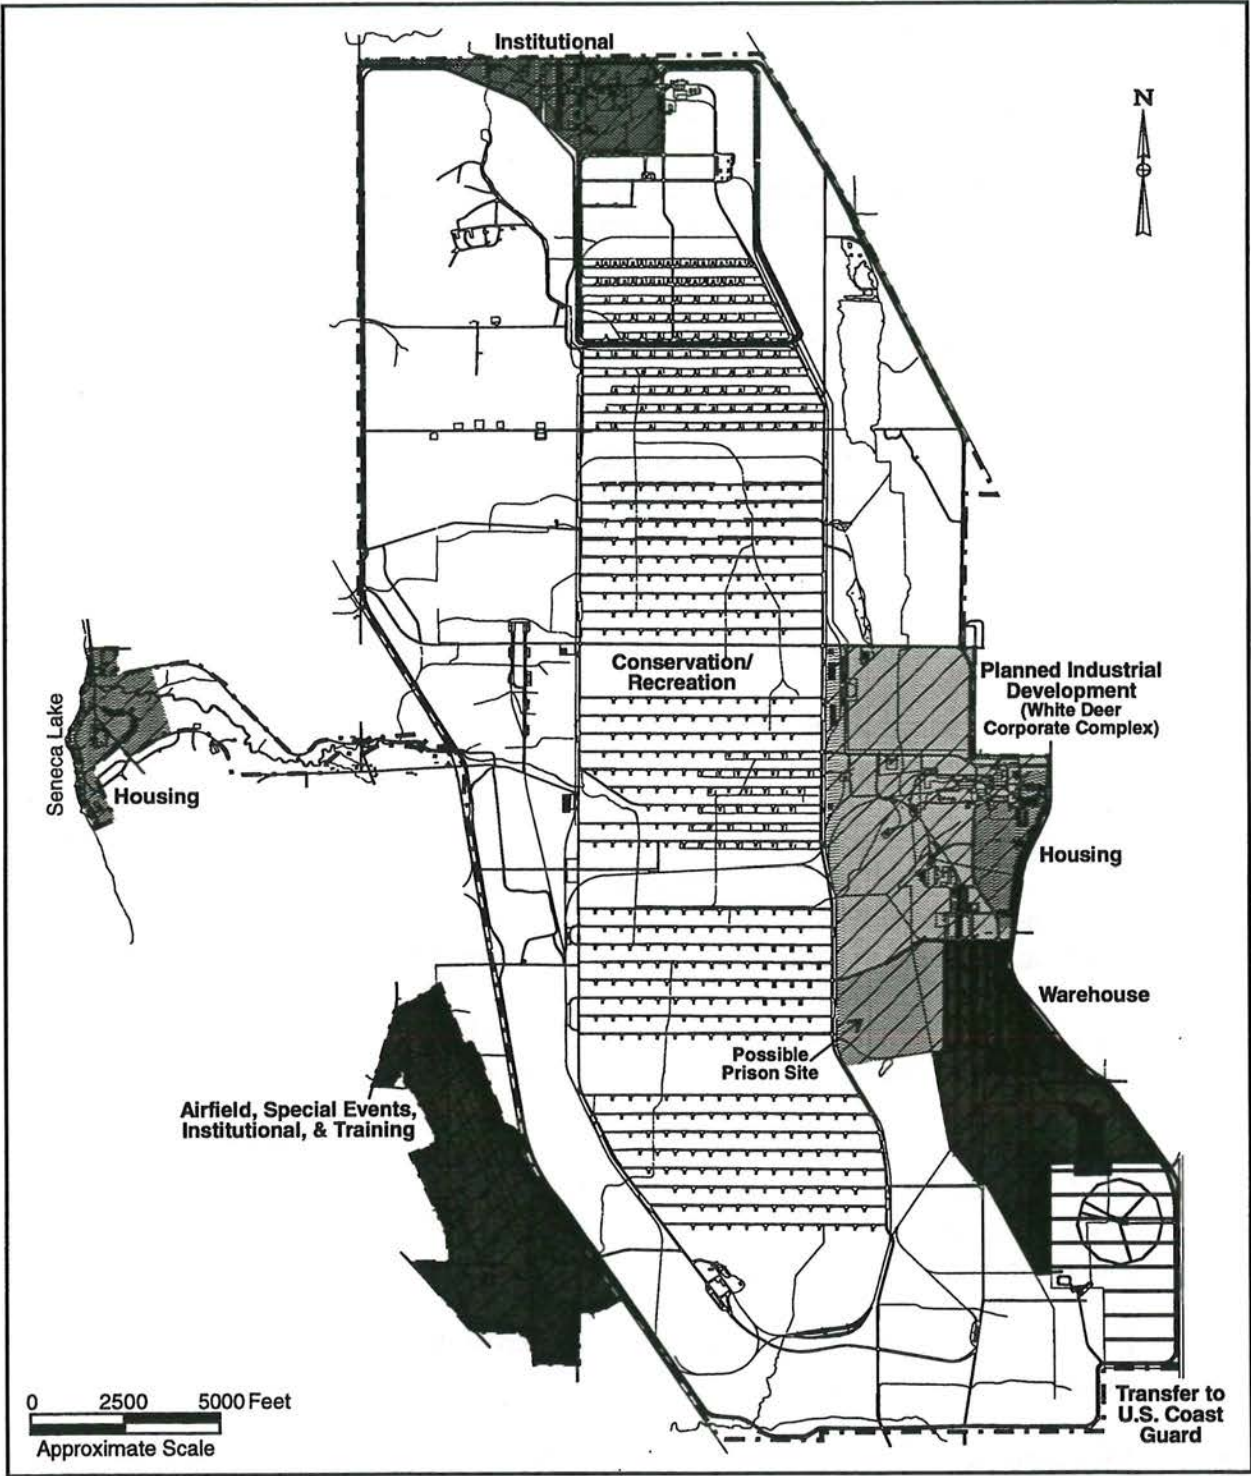 Institutional
N
Conservation/
Recreation
Planned Industrial
Development
(White Deer
Corporate Complex)
Seneca Lake
Housing
Housing
Warehouse
Possible
Prison Site
Airfield, Special Events,
Institutional, & Training
0 2500 5000 Feet
Approximate Scale
Transfer to
U.S. Coast
Guard